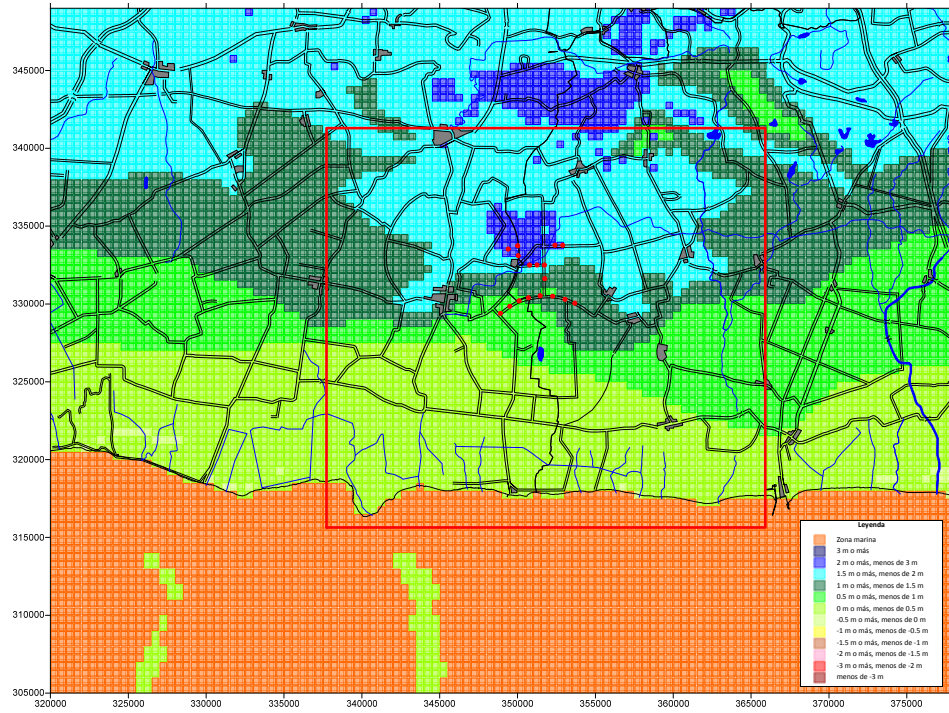 345000
340000
335000
330000
325000
320000
315000
310000
305000
320000 325000 330000 335000 340000 345000 350000 355000 360000 365000 370000 375000
Leyenda
Zona marina
3 m o más
2 m o más, menos de 3 m
1.5 m o más, menos de 2 m
1 m o más, menos de 1.5 m
0.5 m o más, menos de 1 m
0 m o más, menos de 0.5 m
-0.5 m o más, menos de 0 m
-1 m o más, menos de -0.5 m
-1.5 m o más, menos de -1 m
-2 m o más, menos de -1.5 m
-3 m o más, menos de -2 m
menos de -3 m